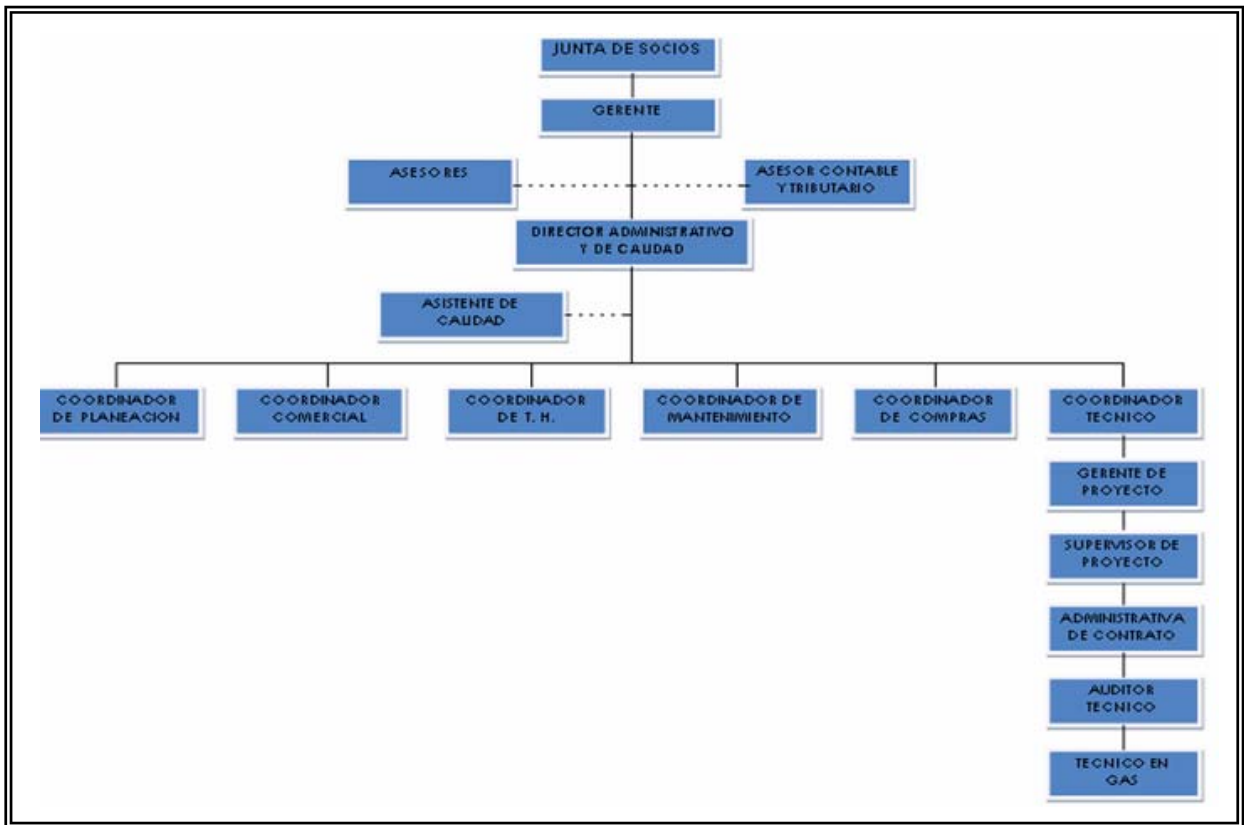 JUNTA DE SOCIOS
GERENTE
ASESORES
ASESOR CONTABLE
Y TRIBUTARIO
DIRECTOR ADMINISTRATIVO
Y DE CALIDAD
ASISTENTE DE
CALIDAD
COORDINADOR
DE PLANEACION
COORDINADOR
COMERCIAL
COORDINADOR
DE T. H.
COORDINADOR DE
MANTENIMIENTO
COORDINADOR
DE COMPRAS
COORDINADOR
TECNICO
GERENTE DE
PROYECTO
SUPERVISOR DE
PROYECTO
ADMINISTRATIVA
DE CONTRATO
AUDITOR
TECNICO
TECNICO EN
GAS